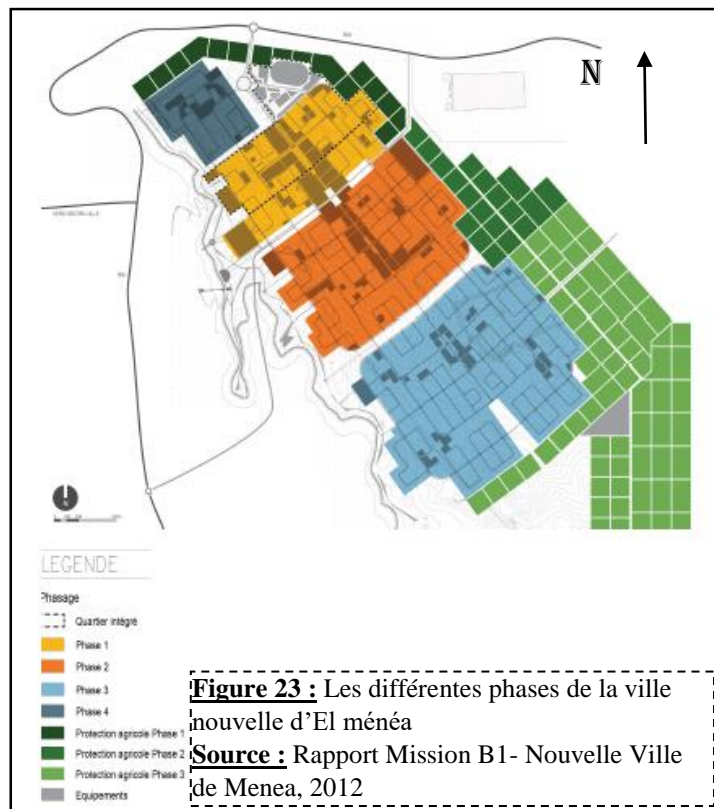 N
LEGENDE
Phasage
Quartier intégré
Phase 1
Phase 2
Phase 3
Phase 4
Protection agricole Phase 1
Protection agricole Phase 2
Protection agricole Phase 3
Equipements
Figure 23 : Les différentes phases de la ville
nouvelle d'El ménéa
Source : Rapport Mission B1- Nouvelle Ville
de Menea, 2012